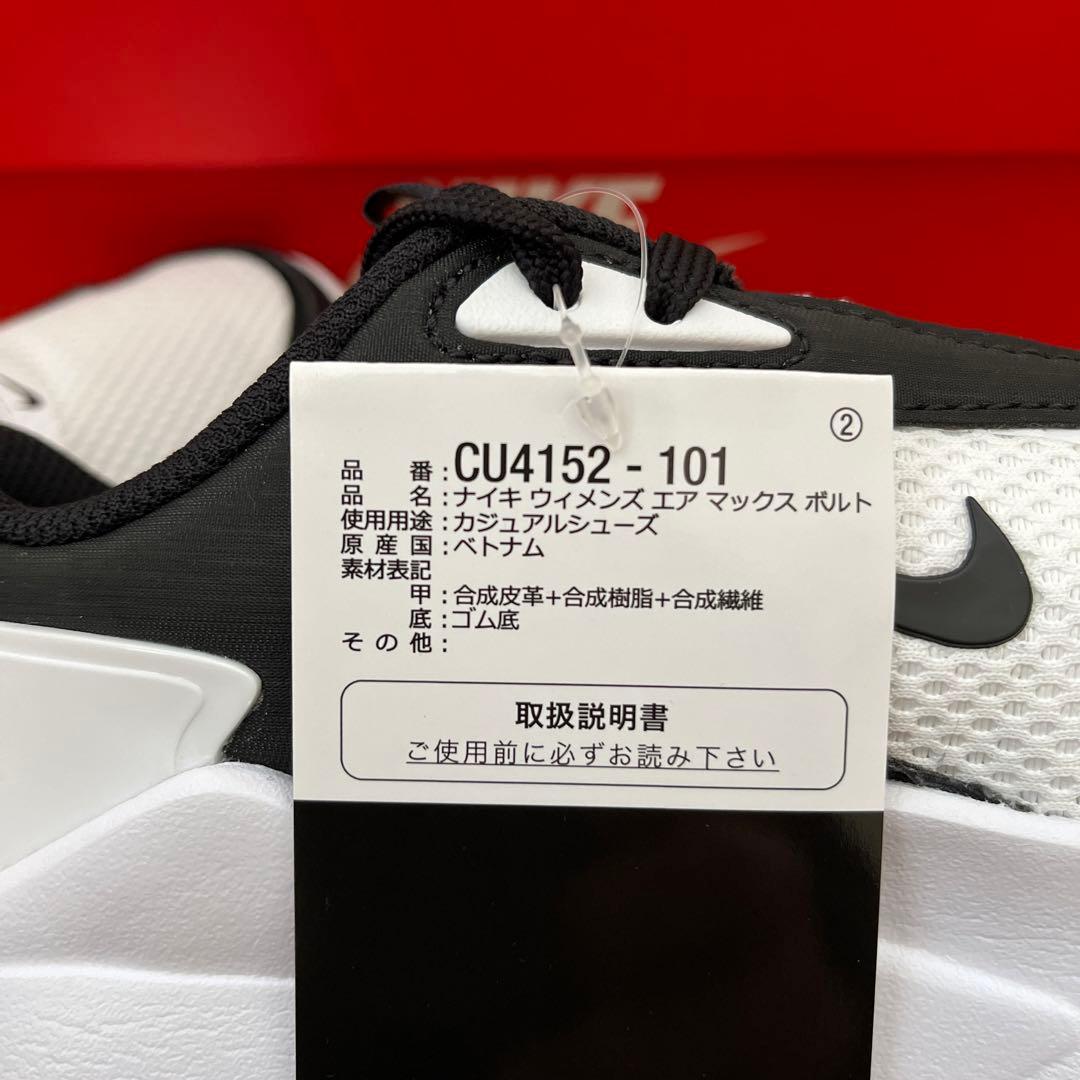 NIKE
②
品 番 : CU4152 - 101
品 名 : ナイキ ウィメンズ エア マックス ボルト
使用用途 : カジュアルシューズ
原 産 国 : ベトナム
素材表記
甲 : 合成皮革+合成樹脂+合成繊維
底 : ゴム底
そ の 他 :
取扱説明書
ご使用前に必ずお読み下さい